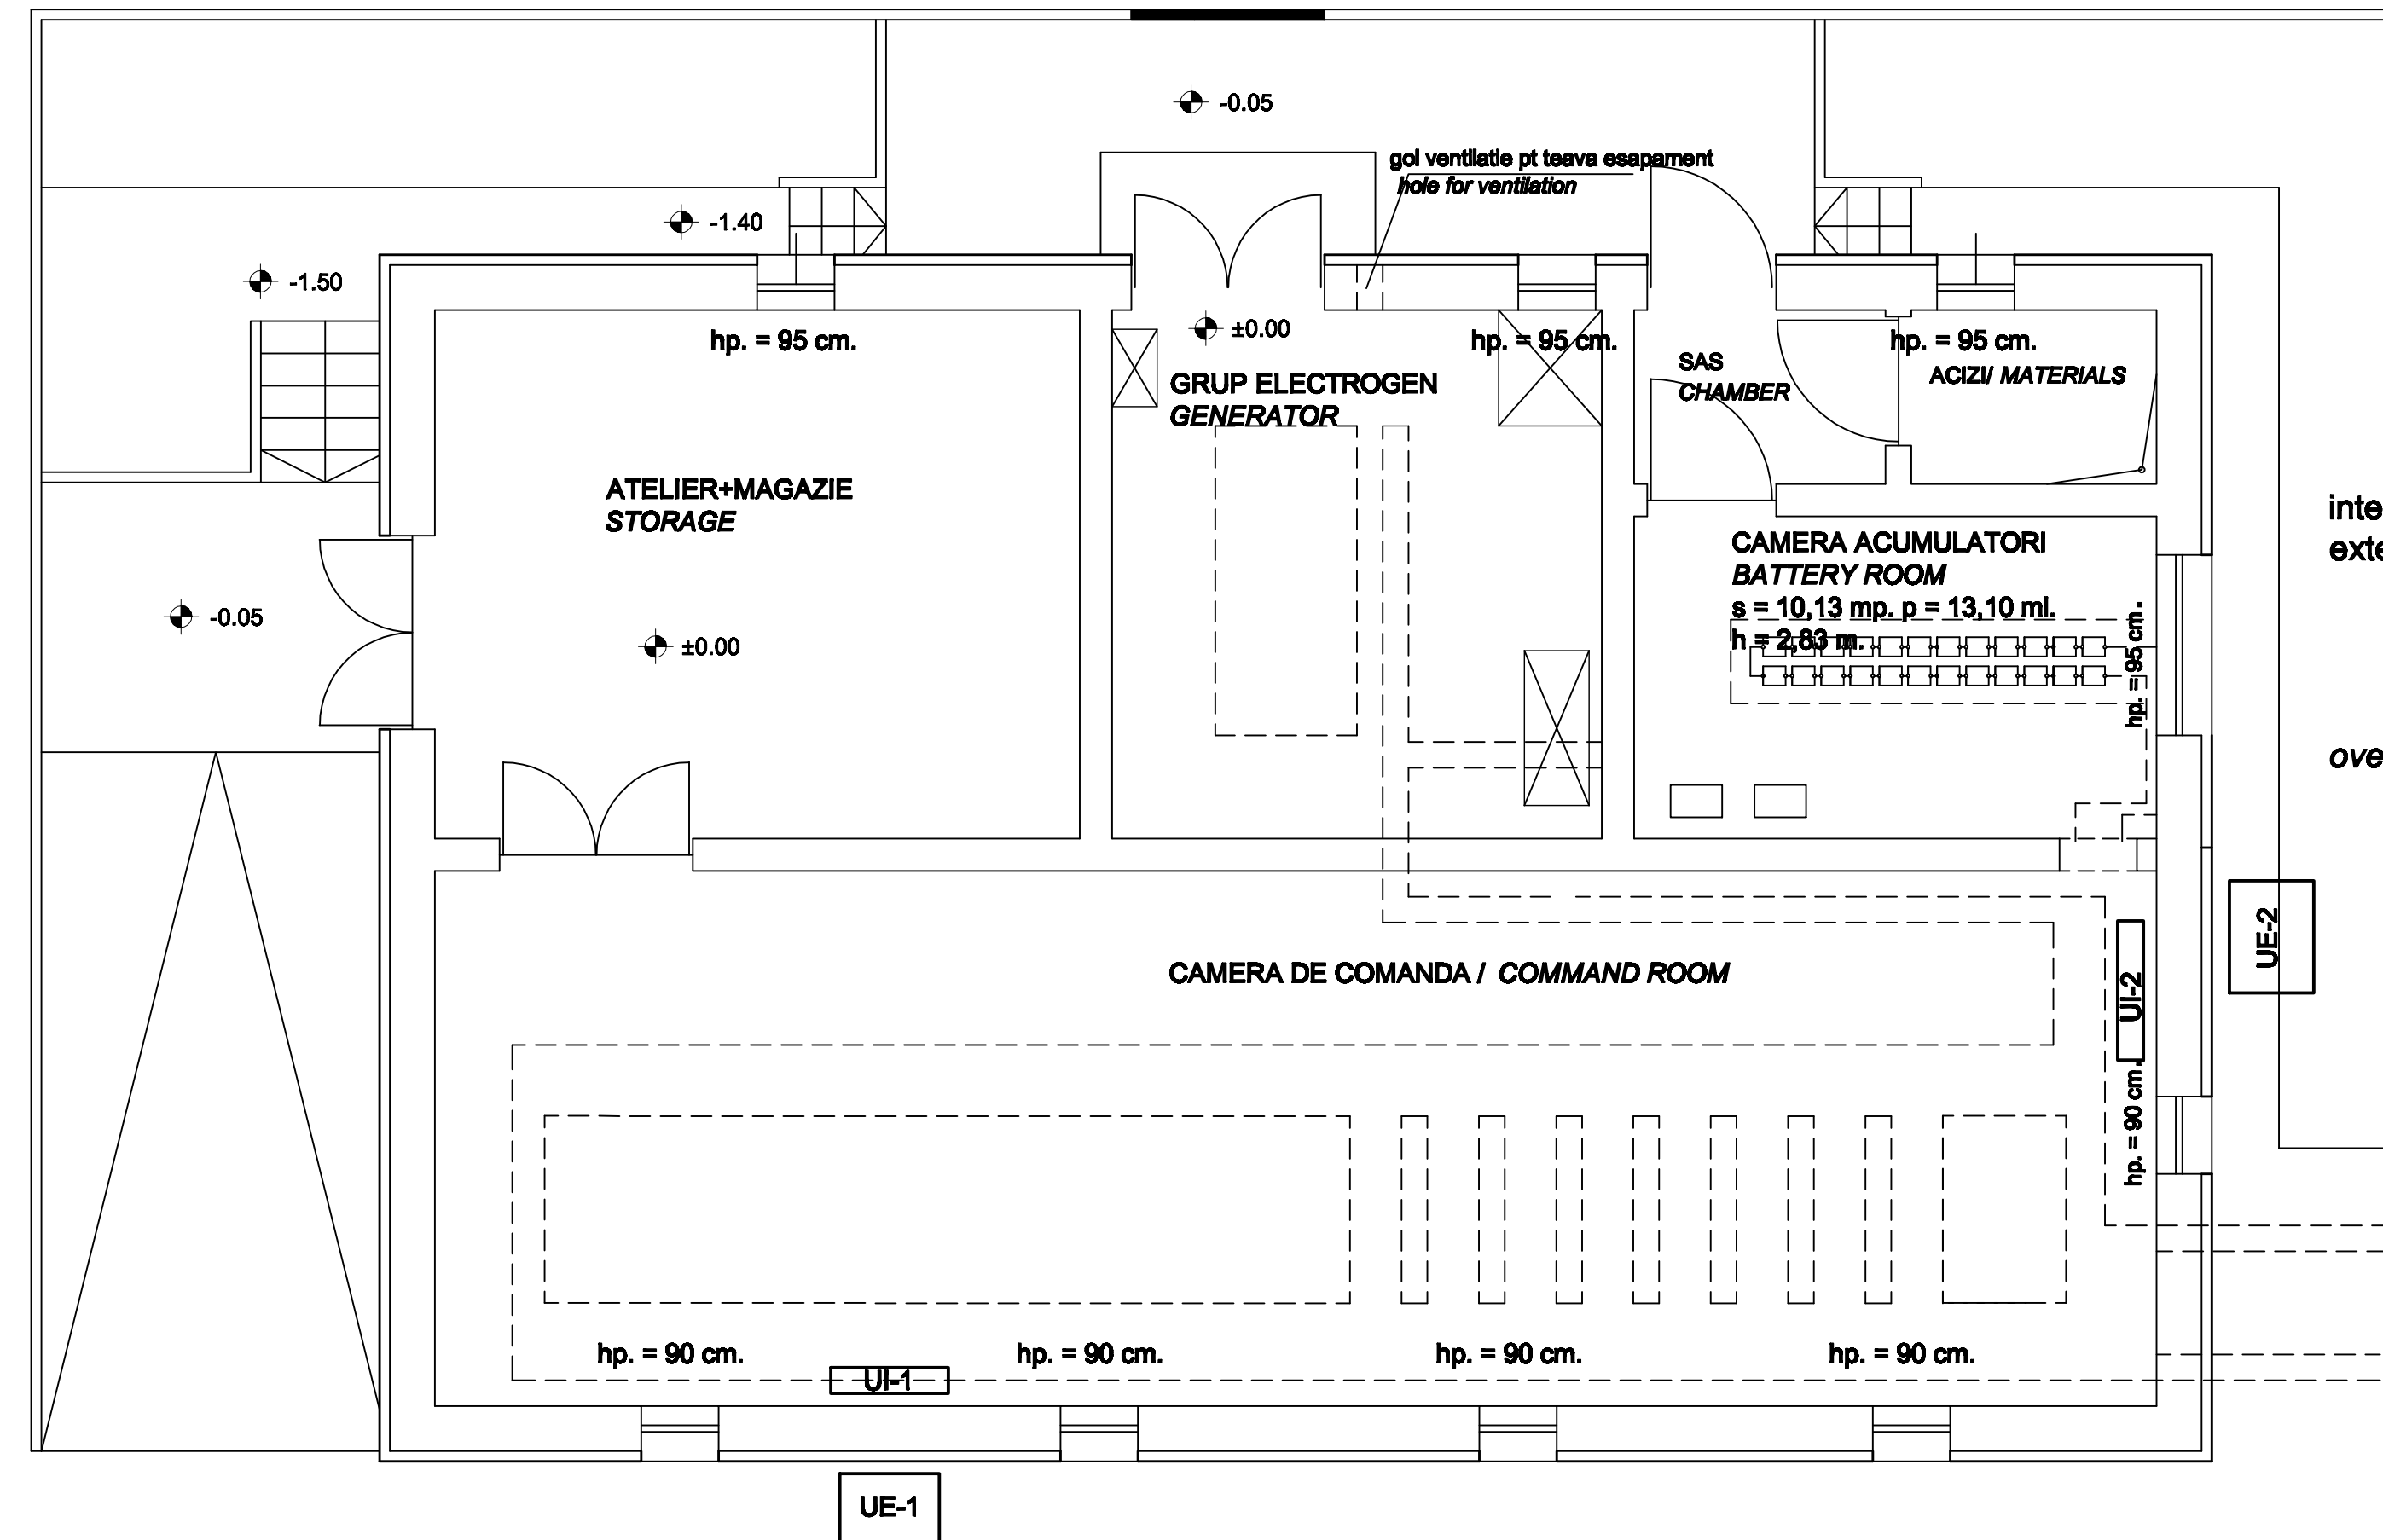 -0.05
gol ventilatie pt teava esapament
hole for ventilation
-1.40
-1.50
±0.00
hp. = 95 cm.
hp. = 95 cm.
hp. = 95 cm.
SAS
CHAMBER
ACIZI/ MATERIALS
GRUP ELECTROGEN
GENERATOR
ATELIER+MAGAZIE
STORAGE
inte
exte
CAMERA ACUMULATORI
BATTERY ROOM
s = 10,13 mp. p = 13,10 ml.
h = 2,83 m.
hp. = 95 cm.
-0.05
±0.00
ove
UE-2
CAMERA DE COMANDA / COMMAND ROOM
UI-2
hp. = 90 cm.
hp. = 90 cm.
hp. = 90 cm.
hp. = 90 cm.
hp. = 90 cm.
UI-1
UE-1